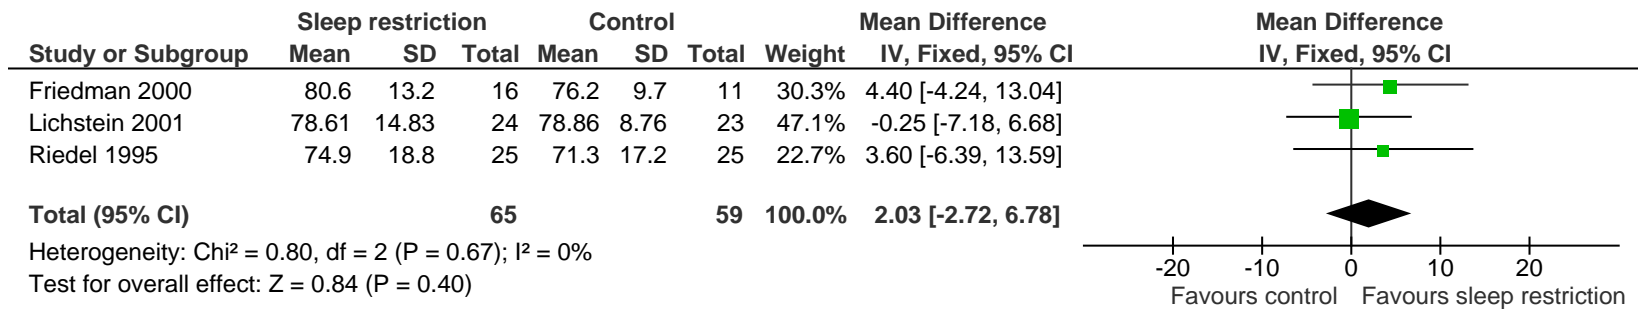 Sleep restriction Control Mean Difference Mean Difference
Study or Subgroup Mean SD Total Mean SD Total Weight IV, Fixed, 95% CI IV, Fixed, 95% CI
Friedman 2000 80.6 13.2 16 76.2 9.7 11 30.3% 4.40 [-4.24, 13.04]
Lichstein 2001 78.61 14.83 24 78.86 8.76 23 47.1% -0.25 [-7.18, 6.68]
Riedel 1995 74.9 18.8 25 71.3 17.2 25 22.7% 3.60 [-6.39, 13.59]
Total (95% CI) 65 59 100.0% 2.03 [-2.72, 6.78]
Heterogeneity: Chi² = 0.80, df = 2 (P = 0.67); I² = 0%
Test for overall effect: Z = 0.84 (P = 0.40)
-20 -10 0 10 20
Favours control Favours sleep restriction